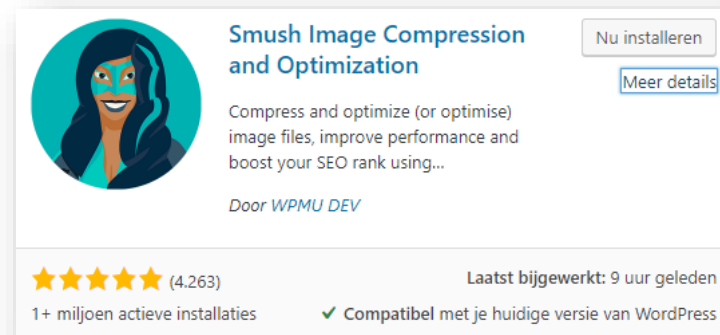 Smush Image Compression
and Optimization
Nu installeren
Meer details
Compress and optimize (or optimise)
image files, improve performance and
boost your SEO rank using...
Door WPMU DEV
(4.263)
Laatst bijgewerkt: 9 uur geleden
1+ miljoen actieve installaties
✔ Compatibel met je huidige versie van WordPress